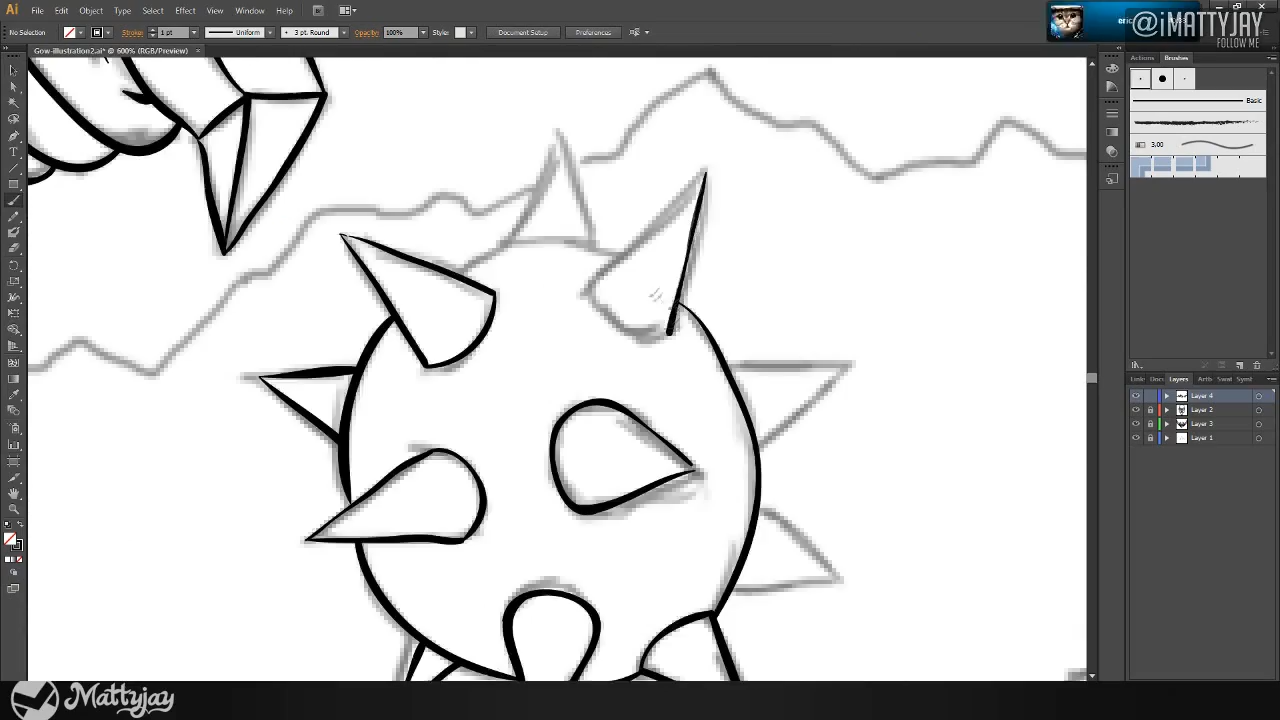 Ai File Edit Object Type Select Effect View Window Help Br
@iMATTYJAY
FOLLOW ME
No Selection Stroke: 1 pt Uniform 3 pt. Round Opacity: 100% Style: Document Setup Preferences
Gow-illustration2.ai* @ 600% (RGB/Preview) ×
Actions Brushes
Basic
3.00
Layers
Layer 4
Layer 2
Layer 3
Layer 1
Mattyjay